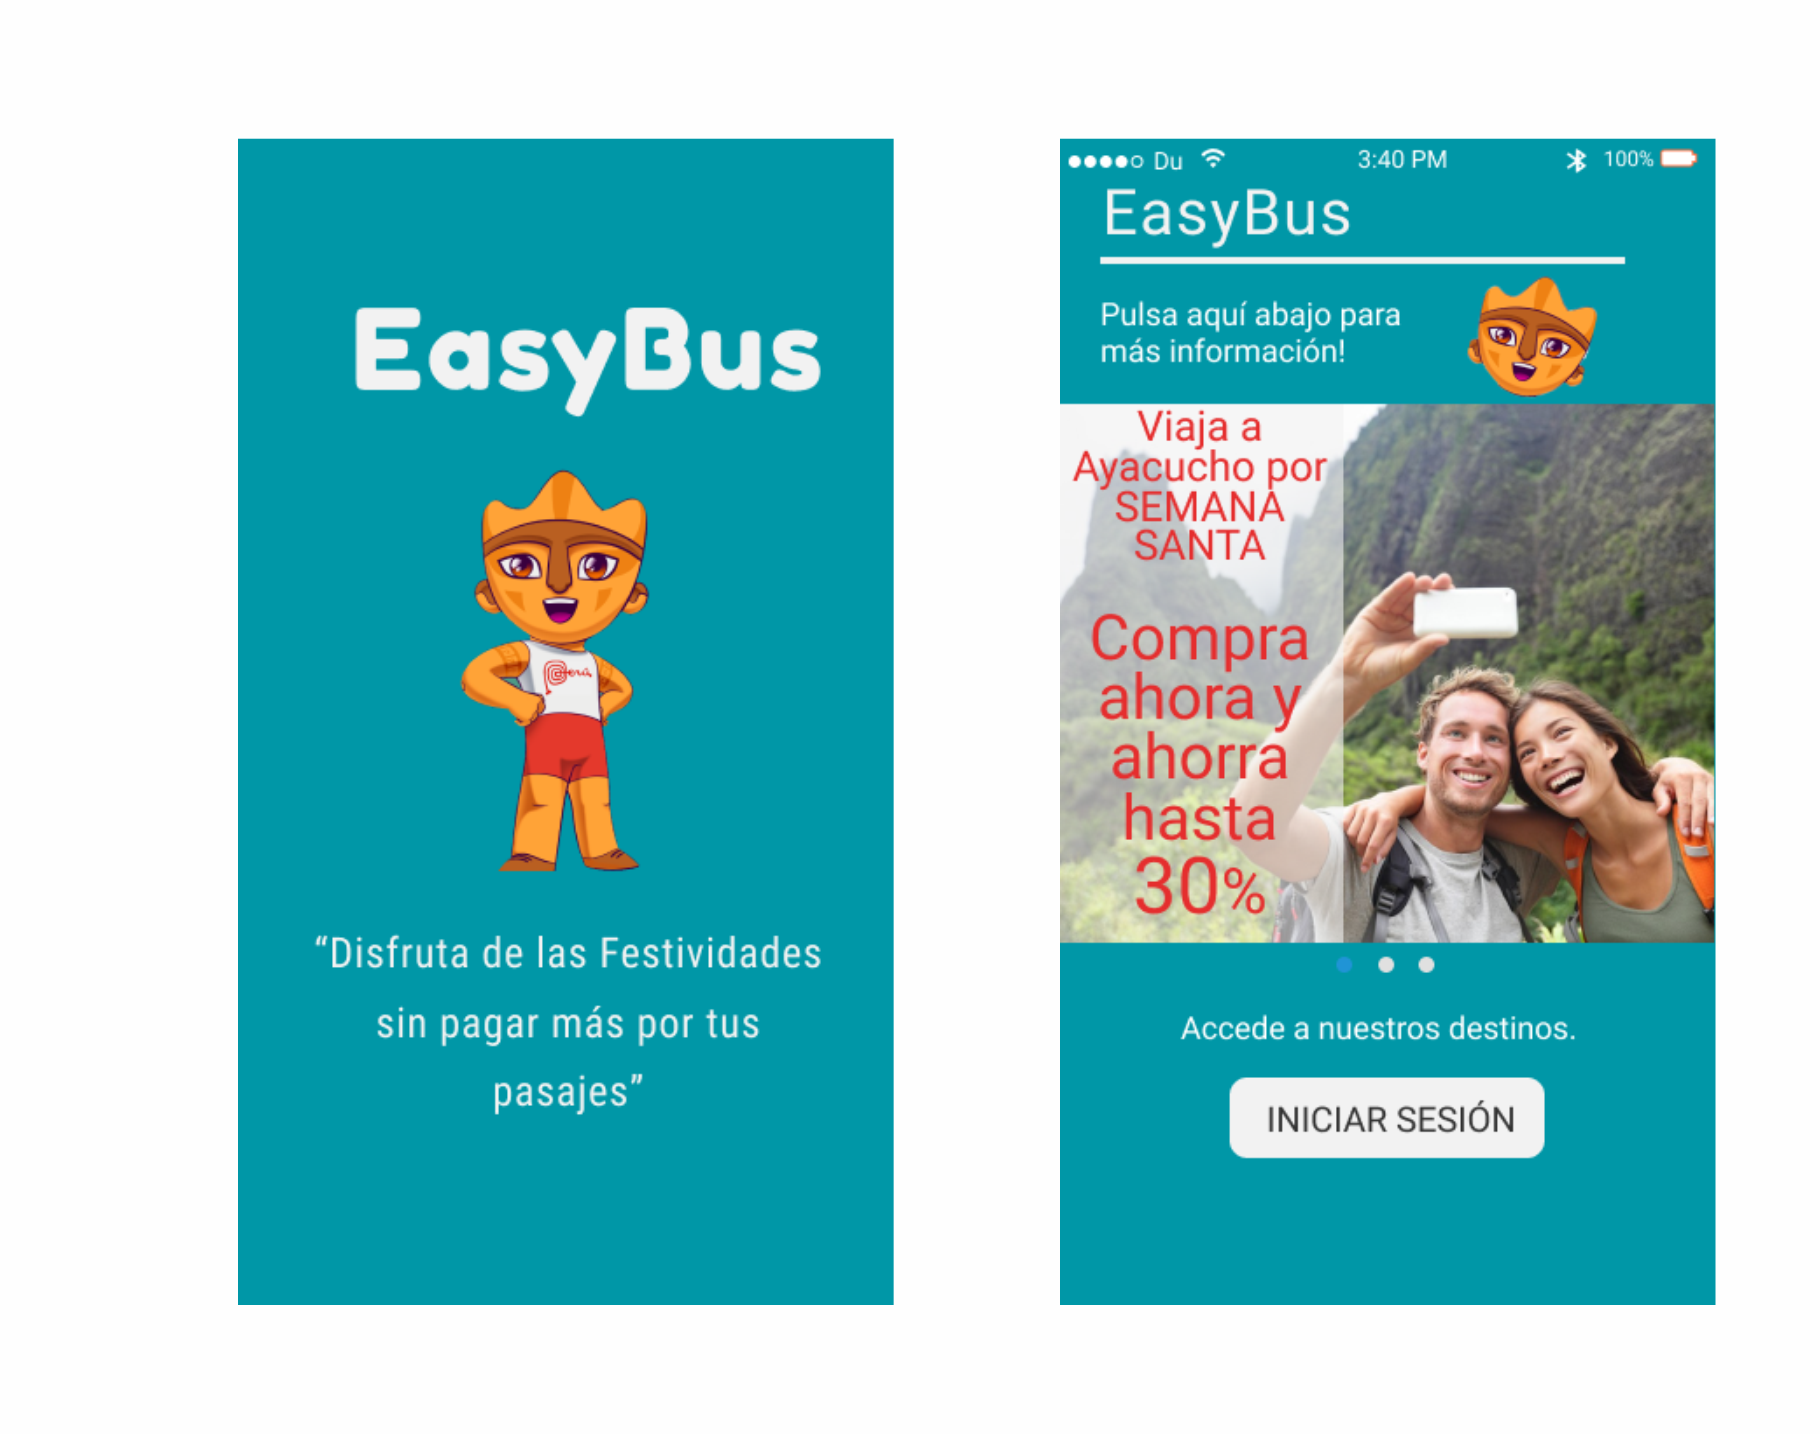 EasyBus
Perú
“Disfruta de las Festividades
sin pagar más por tus
pasajes”
Du 3:40 PM 100%
EasyBus
Pulsa aquí abajo para
más información!
Viaja a
Ayacucho por
SEMANA
SANTA
Compra
ahora y
ahorra
hasta
30%
Accede a nuestros destinos.
INICIAR SESIÓN